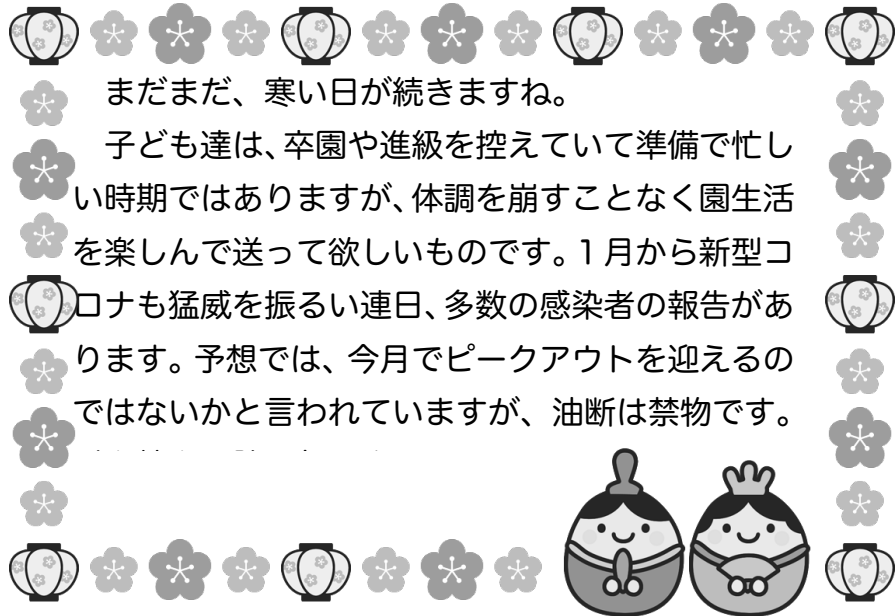 まだまだ、寒い日が続きますね。
子ども達は、卒園や進級を控えていて準備で忙し
い時期ではありますが、体調を崩すことなく園生活
を楽しんで送って欲しいものです。1月から新型コ
ロナも猛威を振るい連日、多数の感染者の報告があ
ります。予想では、今月でピークアウトを迎えるの
ではないかと言われていますが、油断は禁物です。